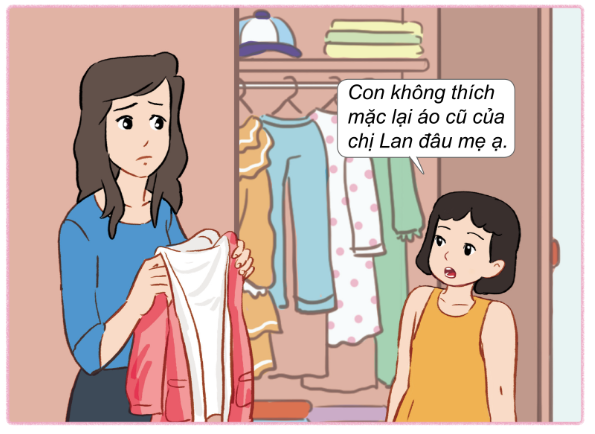 Con không thích
mặc lại áo cũ của
chị Lan đâu mẹ ạ.